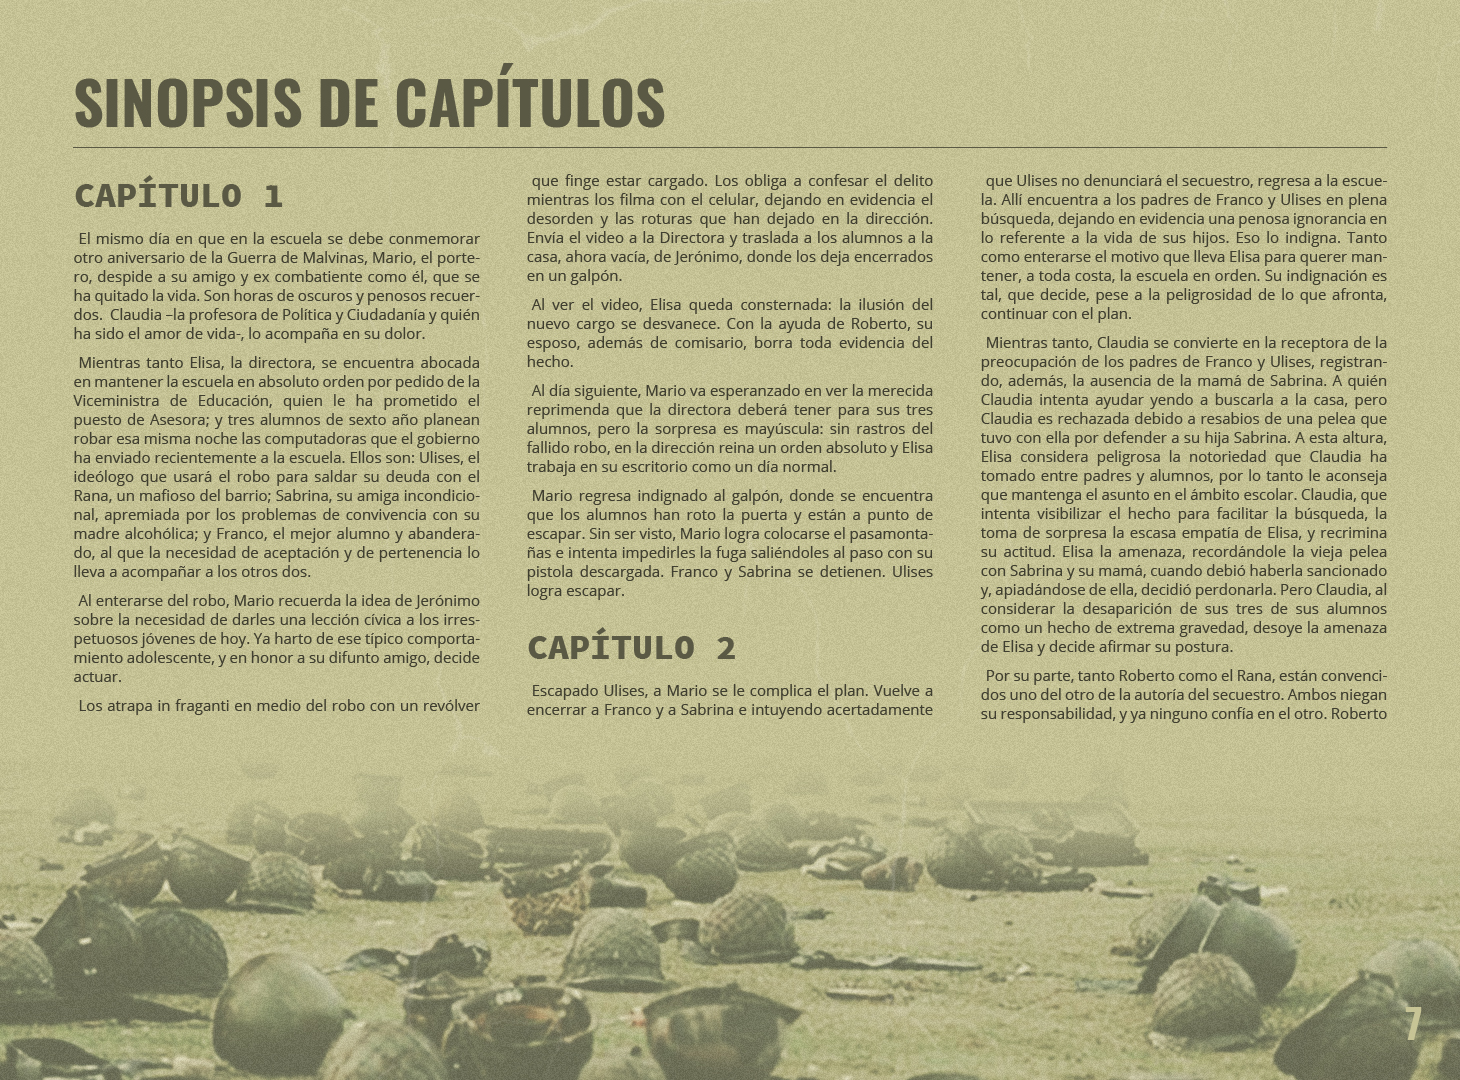 SINOPSIS DE CAPÍTULOS
CAPÍTULO 1
El mismo día en que en la escuela se debe conmemorar
otro aniversario de la Guerra de Malvinas, Mario, el porte-
ro, despide a su amigo y ex combatiente como él, que se
ha quitado la vida. Son horas de oscuros y penosos recuer-
dos.  Claudia –la profesora de Política y Ciudadanía y quién
ha sido el amor de vida-, lo acompaña en su dolor.
Mientras tanto Elisa, la directora, se encuentra abocada
en mantener la escuela en absoluto orden por pedido de la
Viceministra de Educación, quien le ha prometido el
puesto de Asesora; y tres alumnos de sexto año planean
robar esa misma noche las computadoras que el gobierno
ha enviado recientemente a la escuela. Ellos son: Ulises, el
ideólogo que usará el robo para saldar su deuda con el
Rana, un mafioso del barrio; Sabrina, su amiga incondicio-
nal, apremiada por los problemas de convivencia con su
madre alcohólica; y Franco, el mejor alumno y abandera-
do, al que la necesidad de aceptación y de pertenencia lo
lleva a acompañar a los otros dos.
Al enterarse del robo, Mario recuerda la idea de Jerónimo
sobre la necesidad de darles una lección cívica a los irres-
petuosos jóvenes de hoy. Ya harto de ese típico comporta-
miento adolescente, y en honor a su difunto amigo, decide
actuar.
Los atrapa in fraganti en medio del robo con un revólver
que finge estar cargado. Los obliga a confesar el delito
mientras los filma con el celular, dejando en evidencia el
desorden y las roturas que han dejado en la dirección.
Envía el video a la Directora y traslada a los alumnos a la
casa, ahora vacía, de Jerónimo, donde los deja encerrados
en un galpón.
Al ver el video, Elisa queda consternada: la ilusión del
nuevo cargo se desvanece. Con la ayuda de Roberto, su
esposo, además de comisario, borra toda evidencia del
hecho.
Al día siguiente, Mario va esperanzado en ver la merecida
reprimenda que la directora deberá tener para sus tres
alumnos, pero la sorpresa es mayúscula: sin rastros del
fallido robo, en la dirección reina un orden absoluto y Elisa
trabaja en su escritorio como un día normal.
Mario regresa indignado al galpón, donde se encuentra
que los alumnos han roto la puerta y están a punto de
escapar. Sin ser visto, Mario logra colocarse el pasamonta-
ñas e intenta impedirles la fuga saliéndoles al paso con su
pistola descargada. Franco y Sabrina se detienen. Ulises
logra escapar.
CAPÍTULO 2
Escapado Ulises, a Mario se le complica el plan. Vuelve a
encerrar a Franco y a Sabrina e intuyendo acertadamente
que Ulises no denunciará el secuestro, regresa a la escue-
la. Allí encuentra a los padres de Franco y Ulises en plena
búsqueda, dejando en evidencia una penosa ignorancia en
lo referente a la vida de sus hijos. Eso lo indigna. Tanto
como enterarse el motivo que lleva Elisa para querer man-
tener, a toda costa, la escuela en orden. Su indignación es
tal, que decide, pese a la peligrosidad de lo que afronta,
continuar con el plan.
Mientras tanto, Claudia se convierte en la receptora de la
preocupación de los padres de Franco y Ulises, registran-
do, además, la ausencia de la mamá de Sabrina. A quién
Claudia intenta ayudar yendo a buscarla a la casa, pero
Claudia es rechazada debido a resabios de una pelea que
tuvo con ella por defender a su hija Sabrina. A esta altura,
Elisa considera peligrosa la notoriedad que Claudia ha
tomado entre padres y alumnos, por lo tanto le aconseja
que mantenga el asunto en el ámbito escolar. Claudia, que
intenta visibilizar el hecho para facilitar la búsqueda, la
toma de sorpresa la escasa empatía de Elisa, y recrimina
su actitud. Elisa la amenaza, recordándole la vieja pelea
con Sabrina y su mamá, cuando debió haberla sancionado
y, apiadándose de ella, decidió perdonarla. Pero Claudia, al
considerar la desaparición de sus tres de sus alumnos
como un hecho de extrema gravedad, desoye la amenaza
de Elisa y decide afirmar su postura.
Por su parte, tanto Roberto como el Rana, están convenci-
dos uno del otro de la autoría del secuestro. Ambos niegan
su responsabilidad, y ya ninguno confía en el otro. Roberto
7